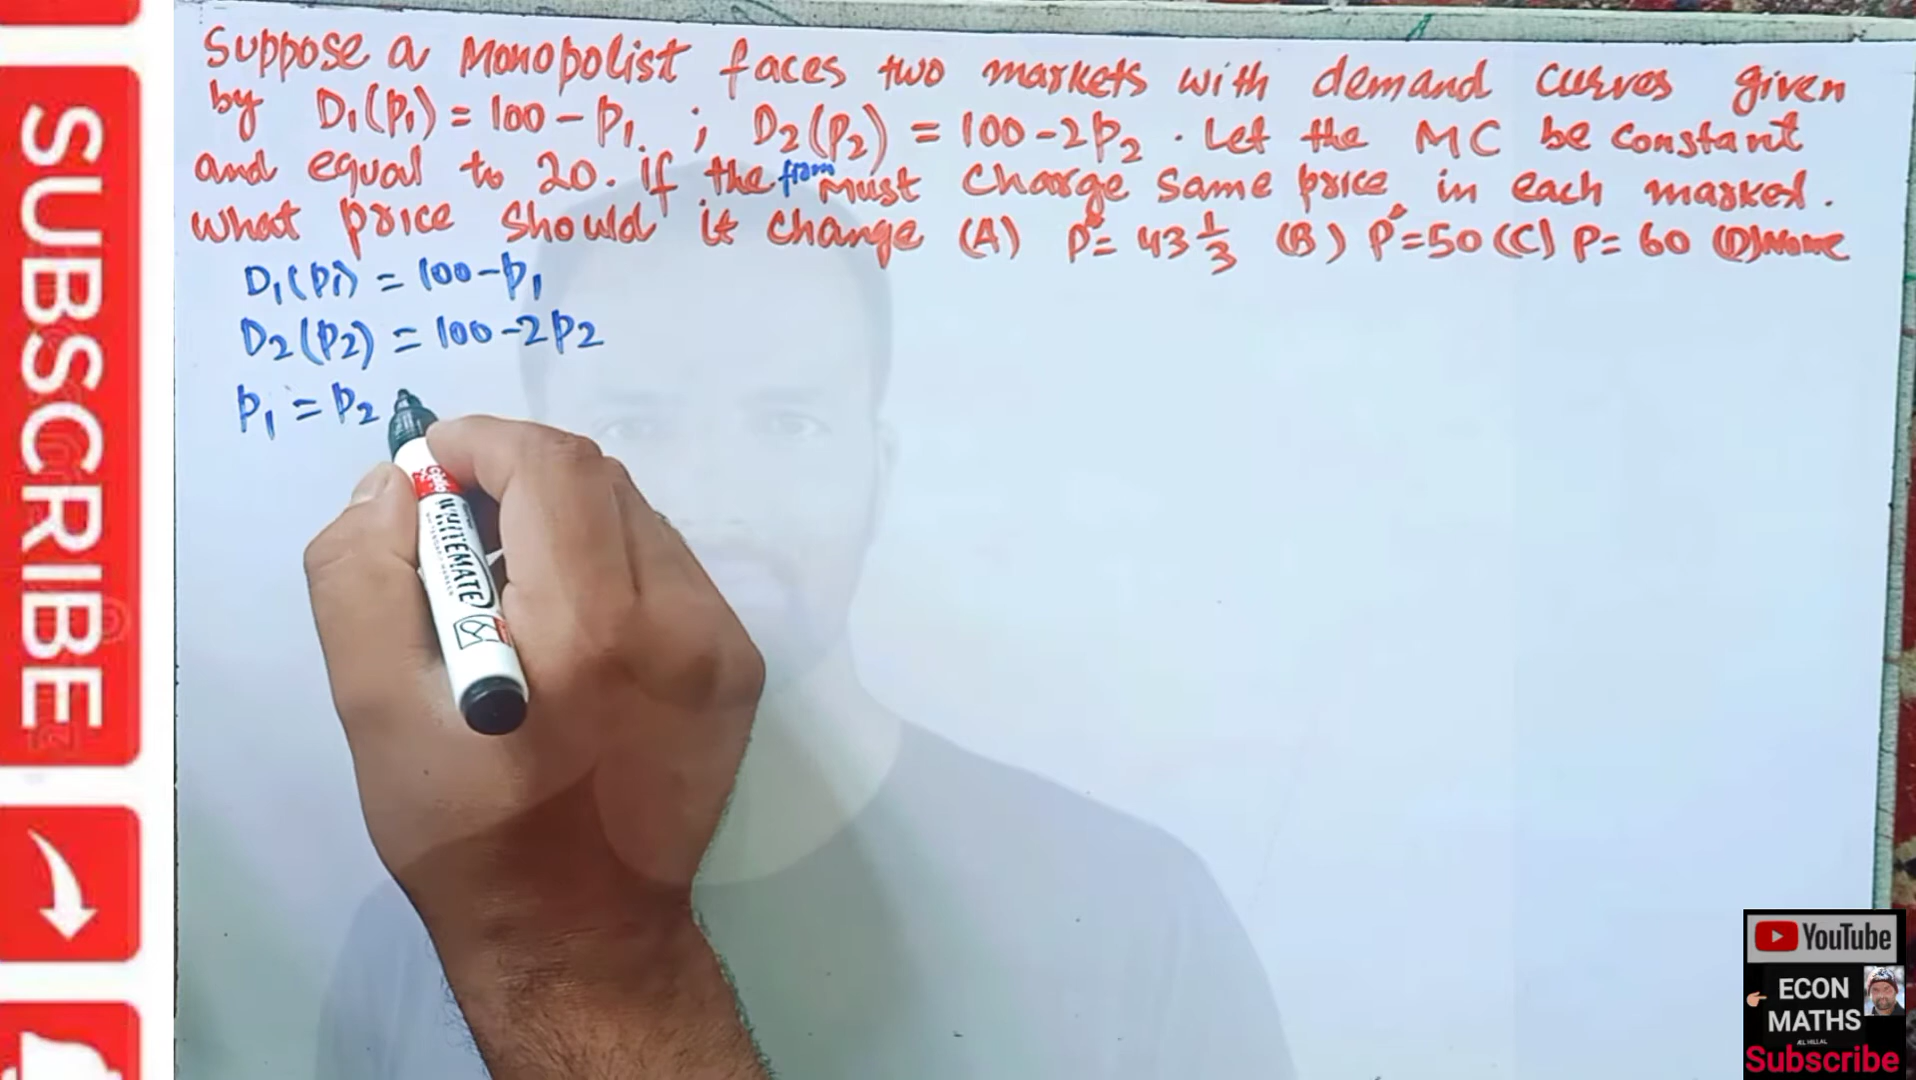 SUBSCRIBE
Suppose a Monopolist faces two markets with demand curves given
by D₁(P₁) = 100 - P₁ ; D₂(P₂) = 100 - 2P₂ . Let the MC be constant
and equal to 20. if the from must charge same price in each market.
what price should it change (A) P* = 43 1/3 (B) P* = 50 (C) P = 60 (D) None
D₁(P₁) = 100 - P₁
D₂(P₂) = 100 - 2P₂
P₁ = P₂
WHITEMATE
YouTube
ECON
MATHS
Subscribe